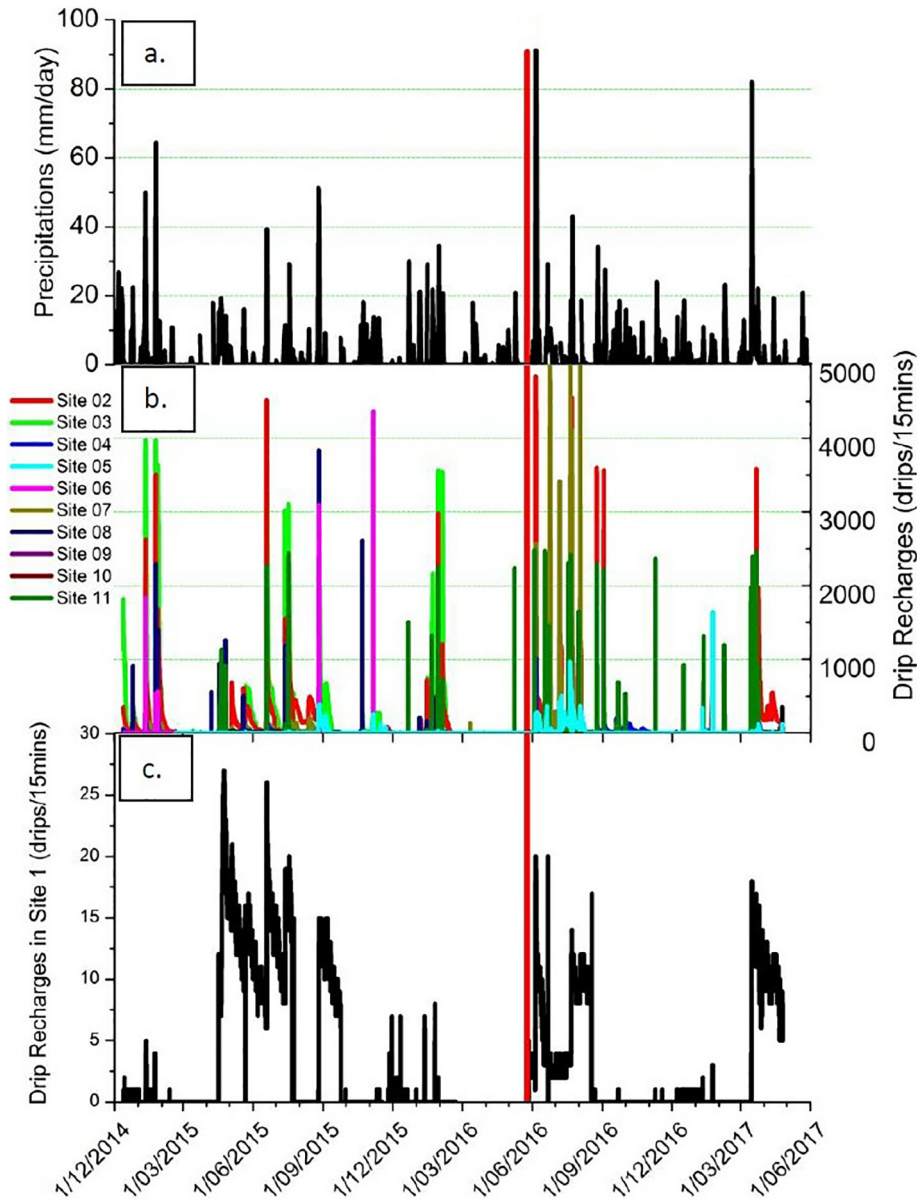 a.
Precipitations (mm/day)
100
80
60
40
20
0
b.
Site 02
Site 03
Site 04
Site 05
Site 06
Site 07
Site 08
Site 09
Site 10
Site 11
5000
4000
3000
2000
1000
0
Drip Recharges (drips/15mins)
c.
Drip Recharges in Site 1 (drips/15mins)
30
25
20
15
10
5
0
1/12/2014
1/03/2015
1/06/2015
1/09/2015
1/12/2015
1/03/2016
1/06/2016
1/09/2016
1/12/2016
1/03/2017
1/06/2017